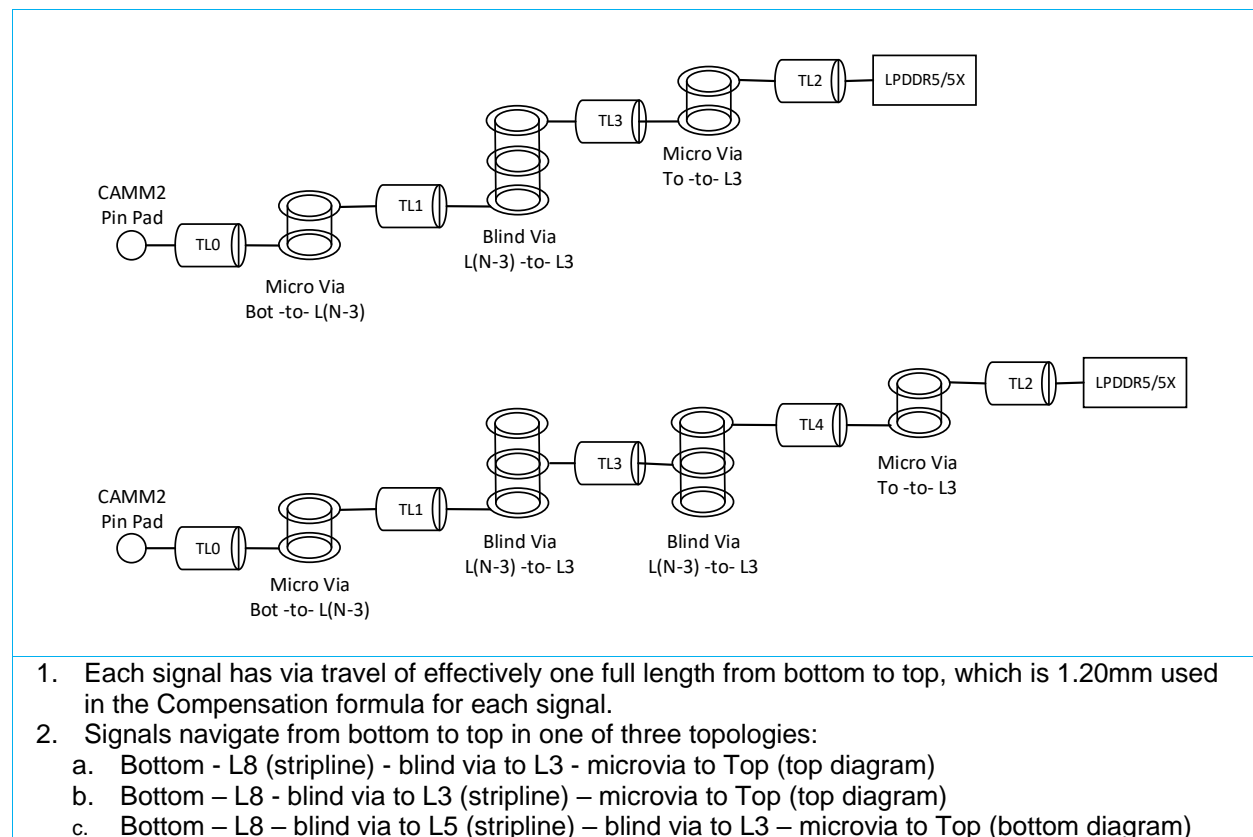 TL2
LPDDR5/5X
TL3
Micro Via
To -to- L3
CAMM2
Pin Pad
TL1
TL0
Blind Via
L(N-3) -to- L3
Micro Via
Bot -to- L(N-3)
TL2
LPDDR5/5X
TL4
Micro Via
To -to- L3
TL3
CAMM2
Pin Pad
TL1
TL0
Blind Via
L(N-3) -to- L3
Blind Via
L(N-3) -to- L3
Micro Via
Bot -to- L(N-3)
1. Each signal has via travel of effectively one full length from bottom to top, which is 1.20mm used
in the Compensation formula for each signal.
2. Signals navigate from bottom to top in one of three topologies:
a. Bottom - L8 (stripline) - blind via to L3 - microvia to Top (top diagram)
b. Bottom – L8 - blind via to L3 (stripline) – microvia to Top (top diagram)
c. Bottom – L8 – blind via to L5 (stripline) – blind via to L3 – microvia to Top (bottom diagram)